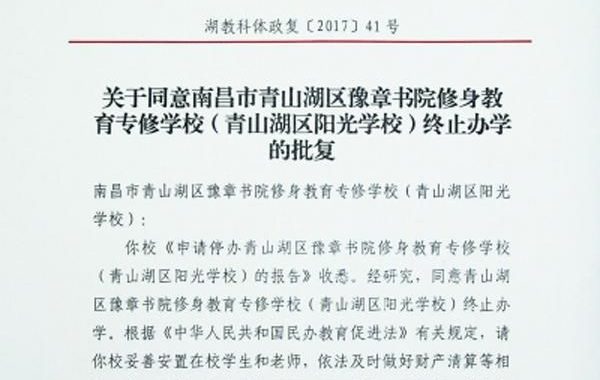 湖教科体政复〔2017〕41号
关于同意南昌市青山湖区豫章书院修身教
育专修学校（青山湖区阳光学校）终止办学
的批复
南昌市青山湖区豫章书院修身教育专修学校（青山湖区阳光
学校）：
你校《申请停办青山湖区豫章书院修身教育专修学校
（青山湖区阳光学校）的报告》收悉。经研究，同意青山湖
区豫章书院修身教育专修学校（青山湖区阳光学校）终止办
学。根据《中华人民共和国民办教育促进法》有关规定，请
你校妥善安置在校学生和老师，依法及时做好财产清算等相